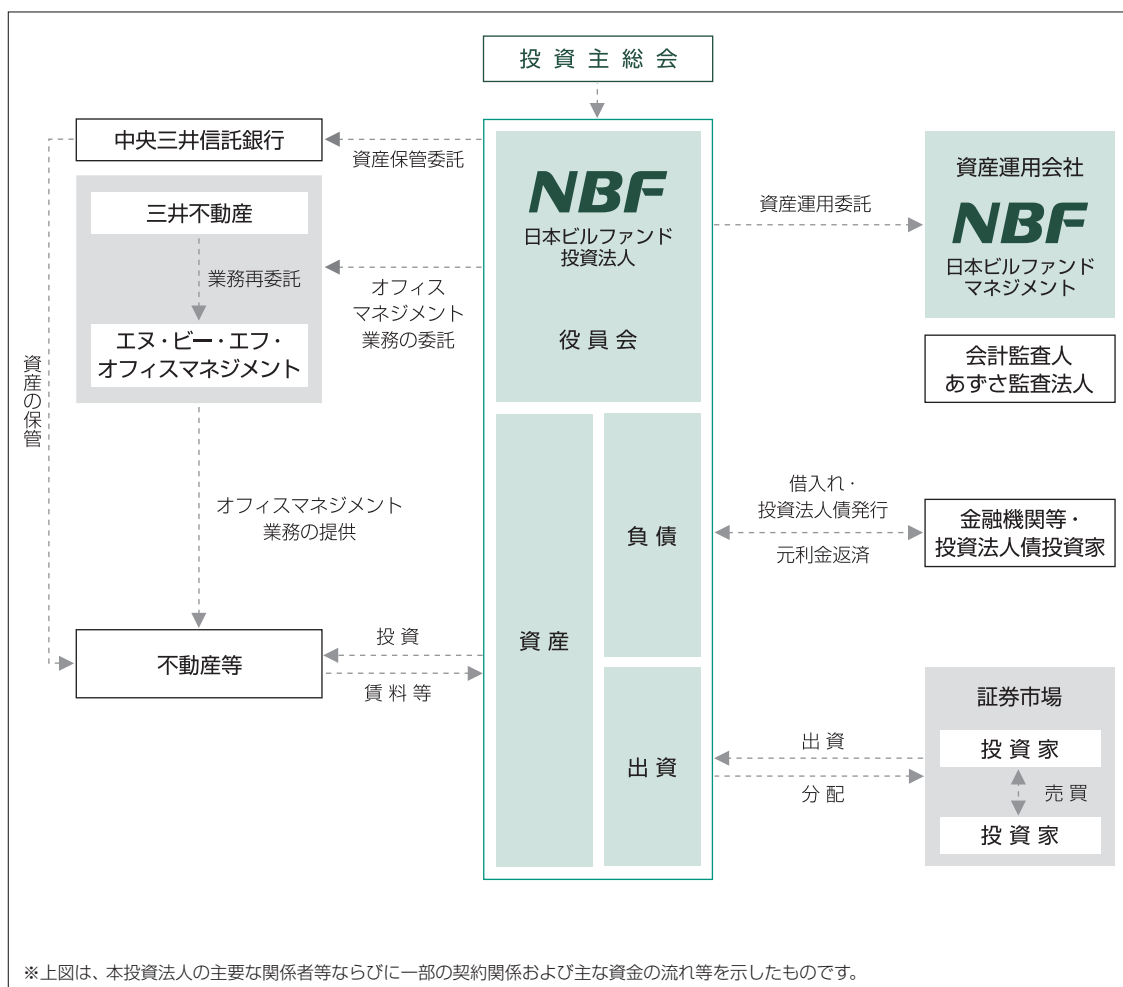 投資主総会
中央三井信託銀行
資産保管委託
三井不動産
業務再委託
エヌ・ビー・エフ・
オフィスマネジメント
オフィス
マネジメント
業務の委託
資産の保管
オフィスマネジメント
業務の提供
不動産等
投資
賃料等
NBF
日本ビルファンド
投資法人
役員会
資産
負債
出資
資産運用委託
資産運用会社
NBF
日本ビルファンド
マネジメント
会計監査人
あずさ監査法人
借入れ・
投資法人債発行
元利金返済
金融機関等・
投資法人債投資家
出資
分配
証券市場
投資家
売買
投資家
※上図は、本投資法人の主要な関係者等ならびに一部の契約関係および主な資金の流れ等を示したものです。